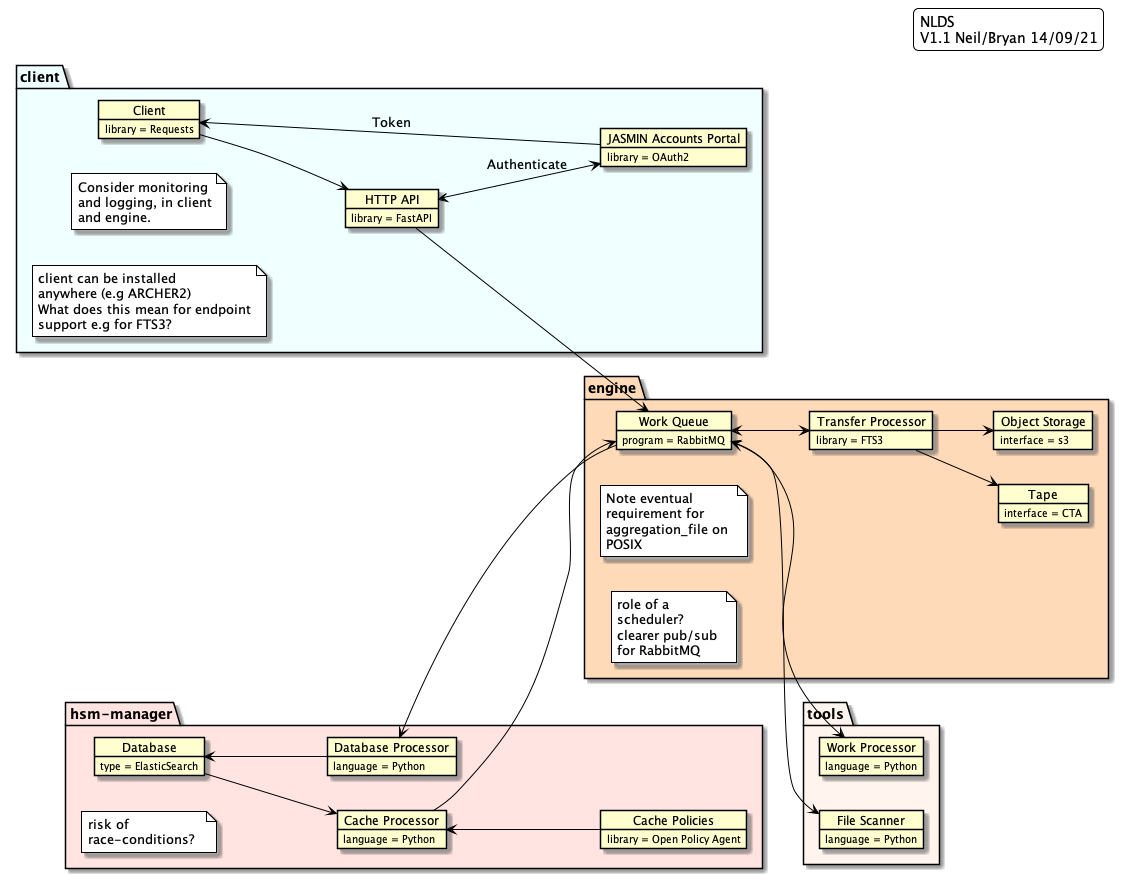 NLDS
V1.1 Neil/Bryan 14/09/21
client
Client
library = Requests
Token
JASMIN Accounts Portal
library = OAuth2
Authenticate
HTTP API
library = FastAPI
Consider monitoring
and logging, in client
and engine.
client can be installed
anywhere (e.g ARCHER2)
What does this mean for endpoint
support e.g for FTS3?
engine
Work Queue
program = RabbitMQ
Transfer Processor
library = FTS3
Object Storage
interface = s3
Tape
interface = CTA
Note eventual
requirement for
aggregation_file on
POSIX
role of a
scheduler?
clearer pub/sub
for RabbitMQ
hsm-manager
Database
type = ElasticSearch
Database Processor
language = Python
Cache Processor
language = Python
Cache Policies
library = Open Policy Agent
risk of
race-conditions?
tools
Work Processor
language = Python
File Scanner
language = Python